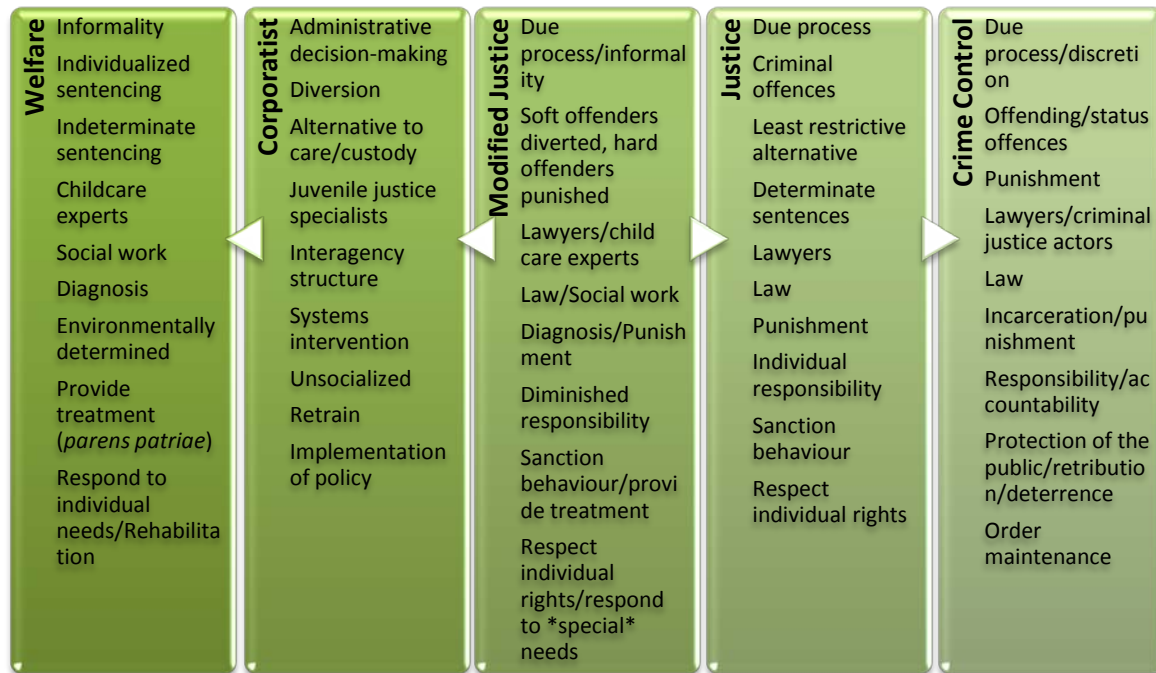 Welfare
Informality
Individualized
sentencing
Indeterminate
sentencing
Childcare
experts
Social work
Diagnosis
Environmentally
determined
Provide
treatment
(parens patriae)
Respond to
individual
needs/Rehabilita
tion
Corporatist
Administrative
decision-making
Diversion
Alternative to
care/custody
Juvenile justice
specialists
Interagency
structure
Systems
intervention
Unsocialized
Retrain
Implementation
of policy
Modified Justice
Due
process/informal
ity
Soft offenders
diverted, hard
offenders
punished
Lawyers/child
care experts
Law/Social work
Diagnosis/Punish
ment
Diminished
responsibility
Sanction
behaviour/provi
de treatment
Respect
individual
rights/respond
to *special*
needs
Justice
Due process
Criminal
offences
Least restrictive
alternative
Determinate
sentences
Lawyers
Law
Punishment
Individual
responsibility
Sanction
behaviour
Respect
individual rights
Crime Control
Due
process/discreti
on
Offending/status
offences
Punishment
Lawyers/criminal
justice actors
Law
Incarceration/pu
nishment
Responsibility/ac
countability
Protection of the
public/retributio
n/deterrence
Order
maintenance